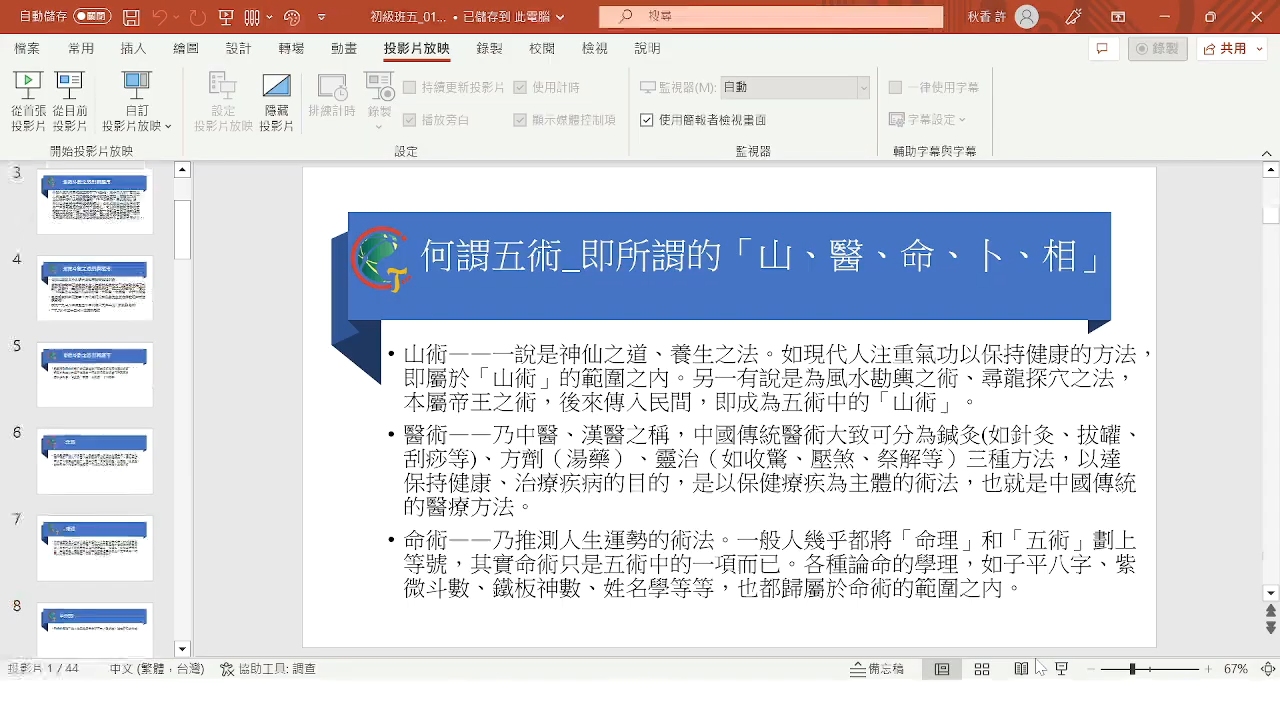 自動儲存 關閉 初級班五_01... • 已儲存到 此電腦 搜尋 秋香 許
檔案 常用 插入 繪圖 設計 轉場 動畫 投影片放映 錄製 校閱 檢視 說明 錄製 共用
從首張投影片 從目前投影片 自訂投影片放映 設定投影片放映 隱藏投影片 排練計時 錄製
持續更新投影片 使用計時 監視器(M): 自動 一律使用字幕
播放旁白 顯示媒體控制項 使用簡報者檢視畫面 字幕設定
開始投影片放映 設定 監視器 輔助字幕與字幕
3
4
5
6
7
8
何謂五術_即所謂的「山、醫、命、卜、相」
• 山術——一說是神仙之道、養生之法。如現代人注重氣功以保持健康的方法，
即屬於「山術」的範圍之內。另一有說是為風水勘輿之術、尋龍探穴之法，
本屬帝王之術，後來傳入民間，即成為五術中的「山術」。
• 醫術——乃中醫、漢醫之稱，中國傳統醫術大致可分為鍼灸(如針灸、拔罐、
刮痧等)、方劑（湯藥）、靈治（如收驚、壓煞、祭解等）三種方法，以達
保持健康、治療疾病的目的，是以保健療疾為主體的術法，也就是中國傳統
的醫療方法。
• 命術——乃推測人生運勢的術法。一般人幾乎都將「命理」和「五術」劃上
等號，其實命術只是五術中的一項而已。各種論命的學理，如子平八字、紫
微斗數、鐵板神數、姓名學等等，也都歸屬於命術的範圍之內。
投影片 1 / 44 中文 (繁體，台灣) 協助工具: 調查 備忘稿 67%